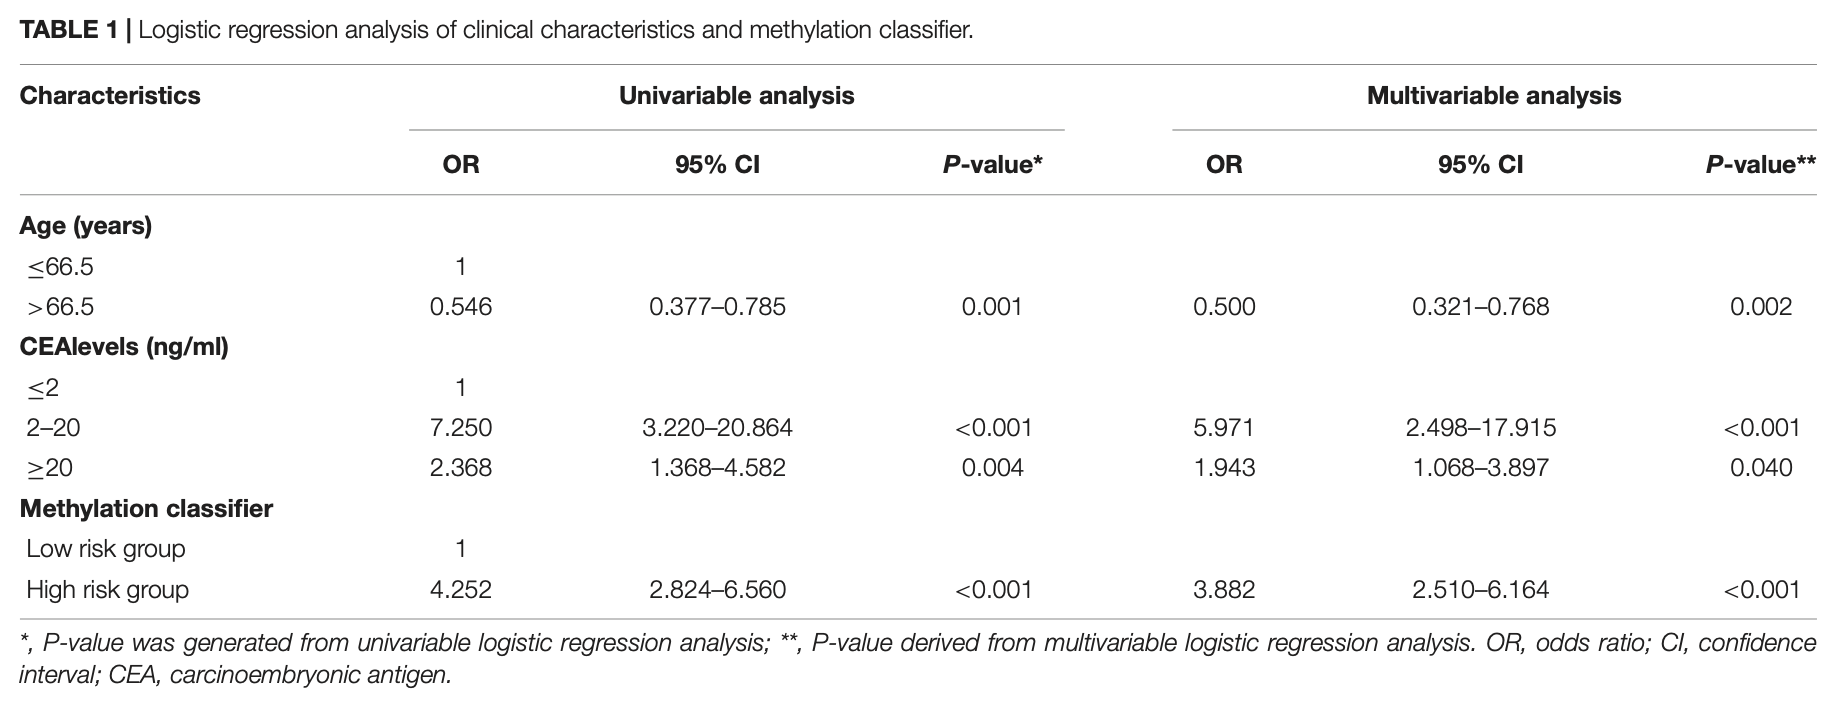 TABLE 1 | Logistic regression analysis of clinical characteristics and methylation classifier.
Characteristics Univariable analysis Multivariable analysis
OR 95% CI P-value* OR 95% CI P-value**
Age (years)
≤66.5 1
>66.5 0.546 0.377–0.785 0.001 0.500 0.321–0.768 0.002
CEAlevels (ng/ml)
≤2 1
2–20 7.250 3.220–20.864 <0.001 5.971 2.498–17.915 <0.001
≥20 2.368 1.368–4.582 0.004 1.943 1.068–3.897 0.040
Methylation classifier
Low risk group 1
High risk group 4.252 2.824–6.560 <0.001 3.882 2.510–6.164 <0.001
*, P-value was generated from univariable logistic regression analysis; **, P-value derived from multivariable logistic regression analysis. OR, odds ratio; CI, confidence
interval; CEA, carcinoembryonic antigen.